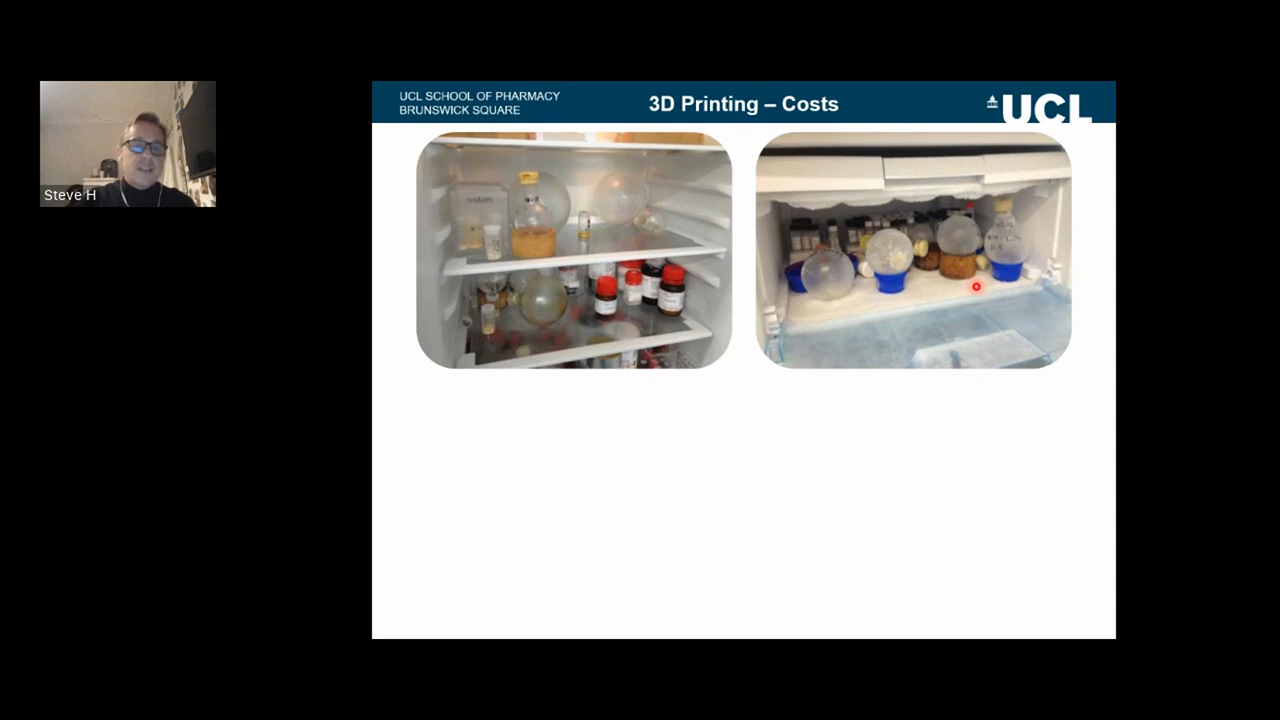 UCL SCHOOL OF PHARMACY
BRUNSWICK SQUARE
3D Printing – Costs
UCL
Steve H